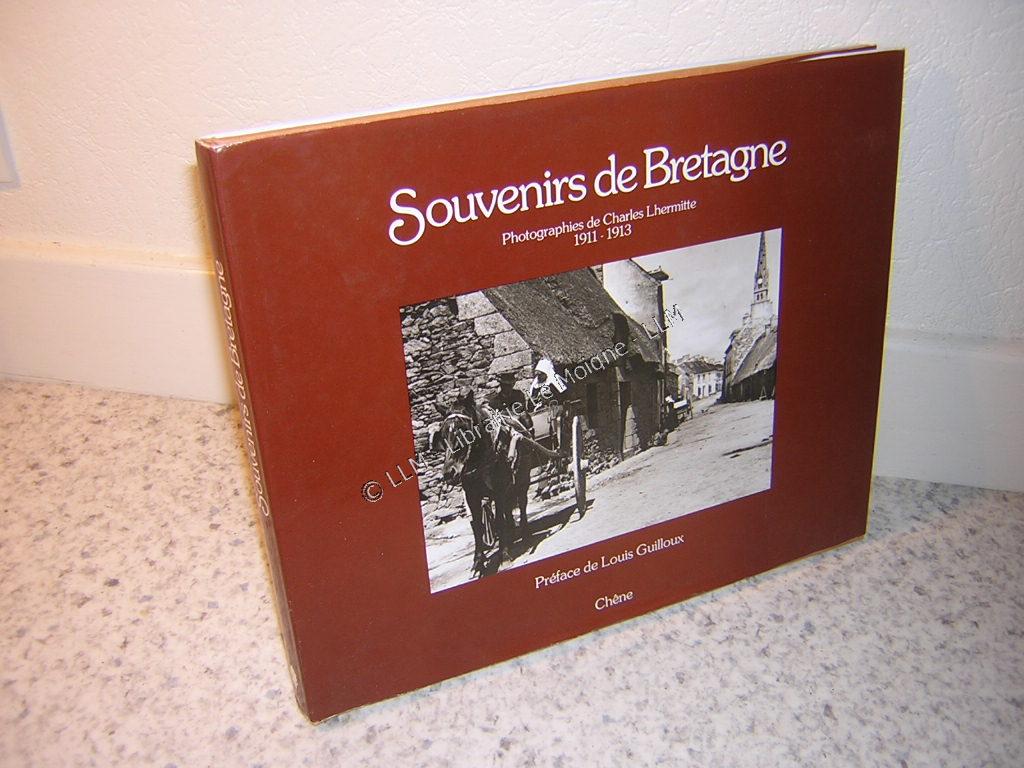 Souvenirs de Bretagne
Photographies de Charles Lhermitte
1911 - 1913
© LLM - Librairie Le Moigne - LLM
Préface de Louis Guilloux
Chêne
Souvenirs de Bretagne